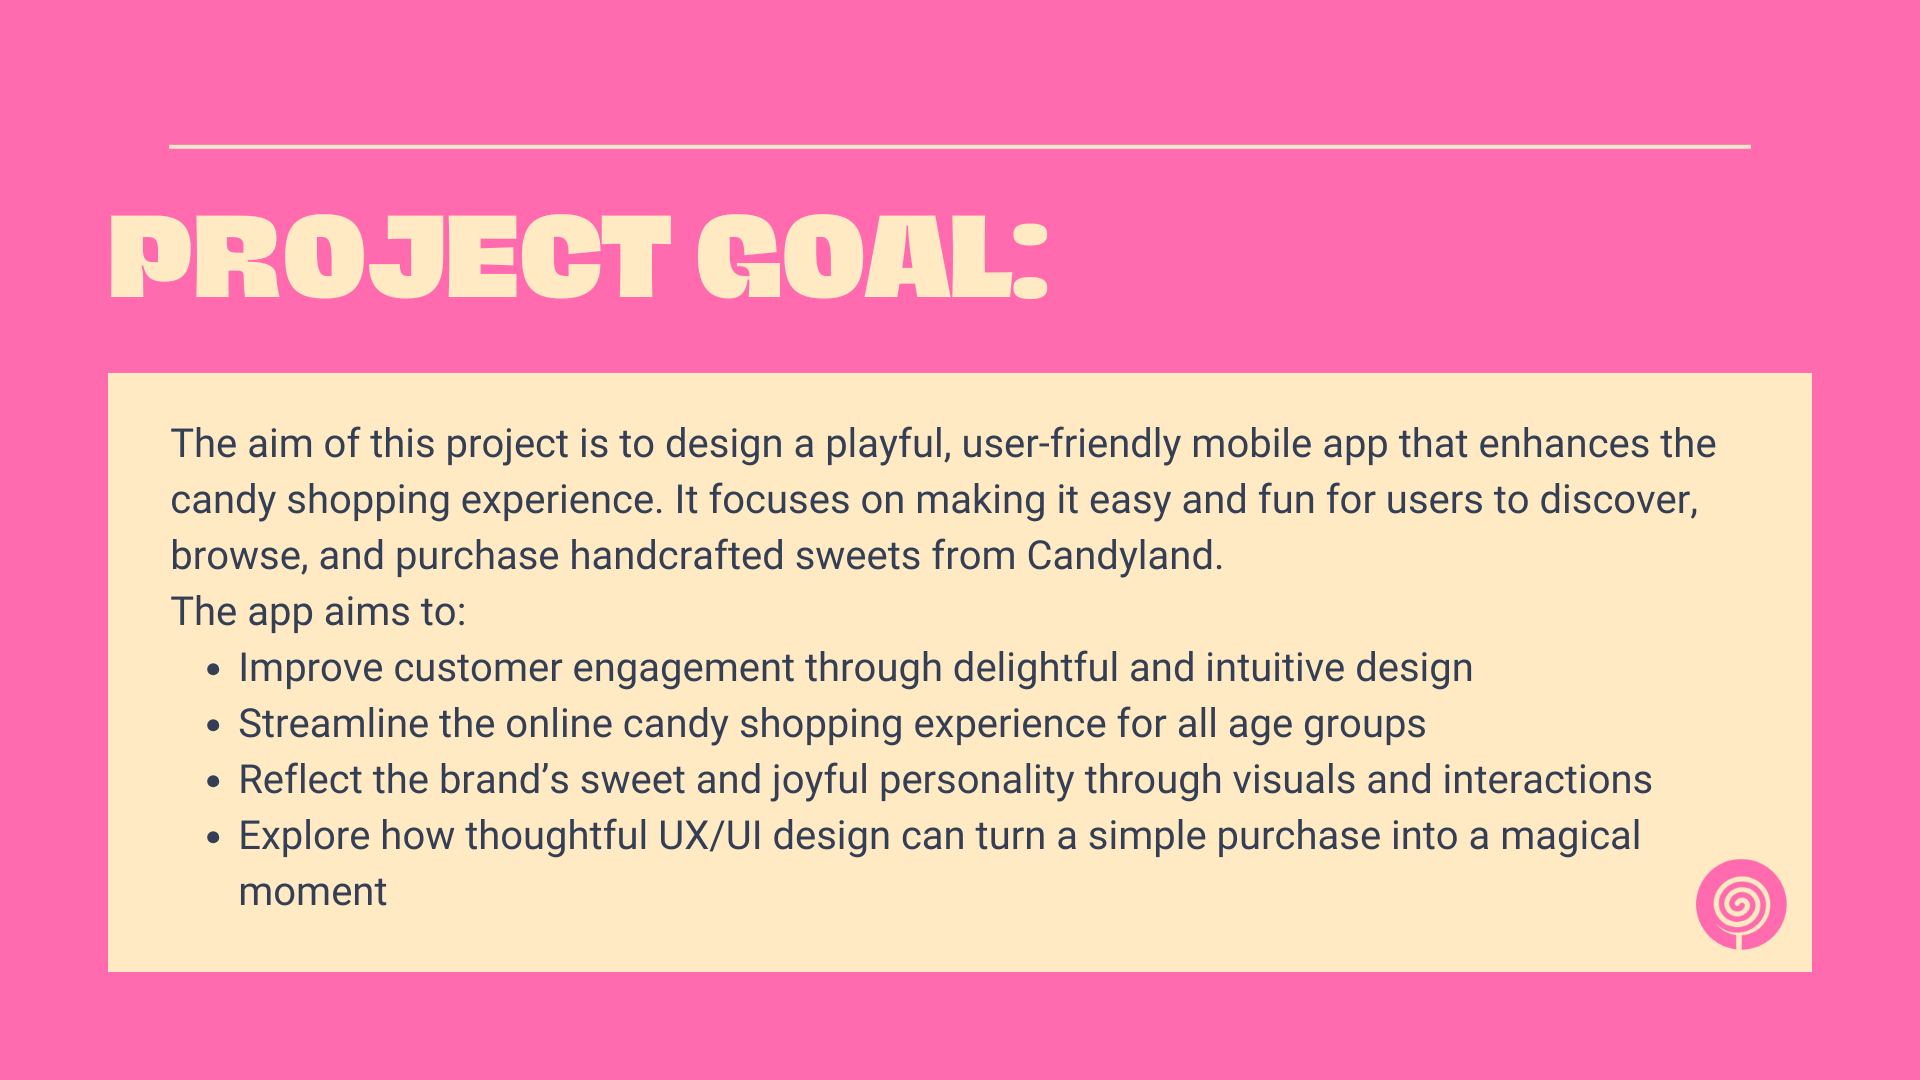 PROJECT GOAL:
The aim of this project is to design a playful, user-friendly mobile app that enhances the
candy shopping experience. It focuses on making it easy and fun for users to discover,
browse, and purchase handcrafted sweets from Candyland.
The app aims to:
• Improve customer engagement through delightful and intuitive design
• Streamline the online candy shopping experience for all age groups
• Reflect the brand’s sweet and joyful personality through visuals and interactions
• Explore how thoughtful UX/UI design can turn a simple purchase into a magical
moment